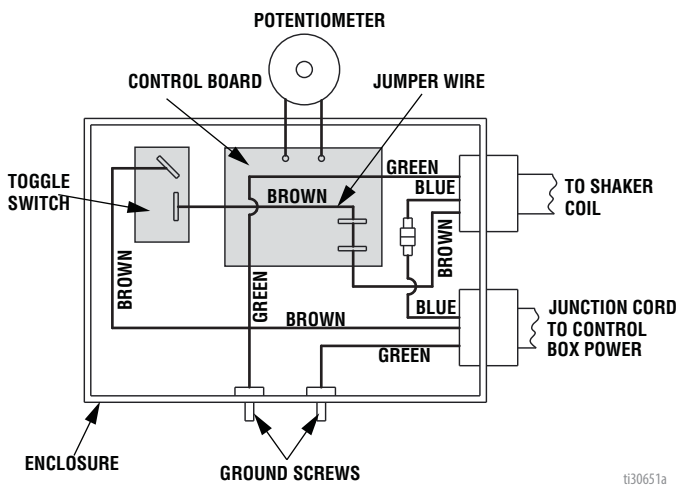 POTENTIOMETER
CONTROL BOARD
JUMPER WIRE
GREEN
BLUE
TOGGLE
SWITCH
BROWN
TO SHAKER
COIL
BROWN
BROWN
GREEN
BLUE
BROWN
GREEN
JUNCTION CORD
TO CONTROL
BOX POWER
ENCLOSURE
GROUND SCREWS
ti30651a